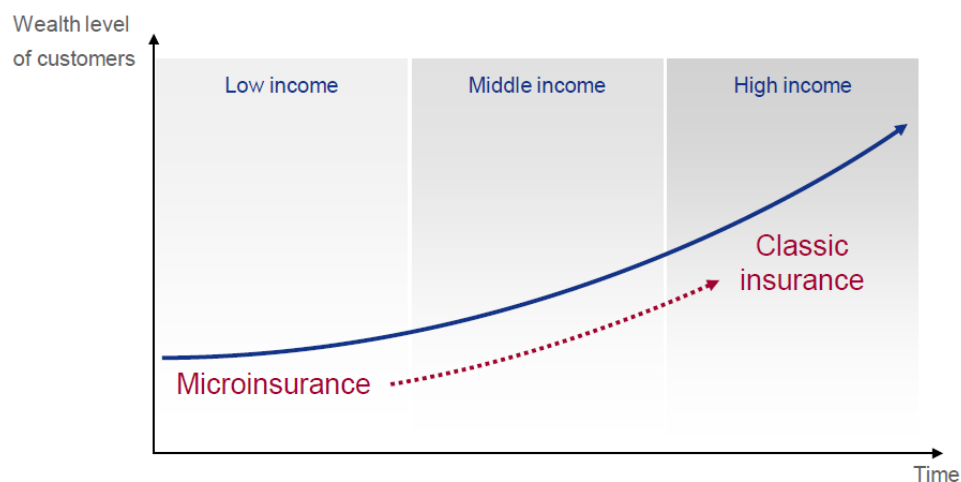 Wealth level
of customers
Low income
Middle income
High income
Classic
insurance
Microinsurance
Time